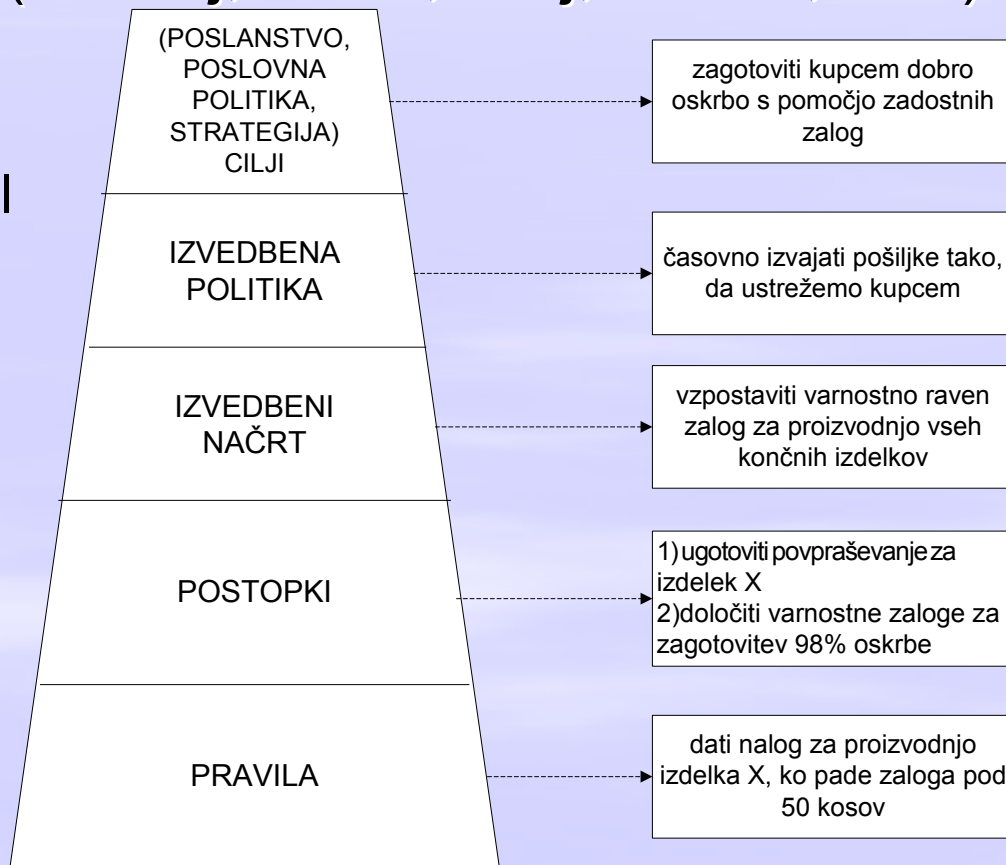 (POSLANSTVO,
POSLOVNA
POLITIKA,
STRATEGIJA)
CILJI
zagotoviti kupcem dobro
oskrbo s pomočjo zadostnih
zalog
IZVEDBENA
POLITIKA
časovno izvajati pošiljke tako,
da ustrežemo kupcem
IZVEDBENI
NAČRT
vzpostaviti varnostno raven
zalog za proizvodnjo vseh
končnih izdelkov
POSTOPKI
1)ugotoviti povpraševanje za
izdelek X
2)določiti varnostne zaloge za
zagotovitev 98% oskrbe
PRAVILA
dati nalog za proizvodnjo
izdelka X, ko pade zaloga pod
50 kosov